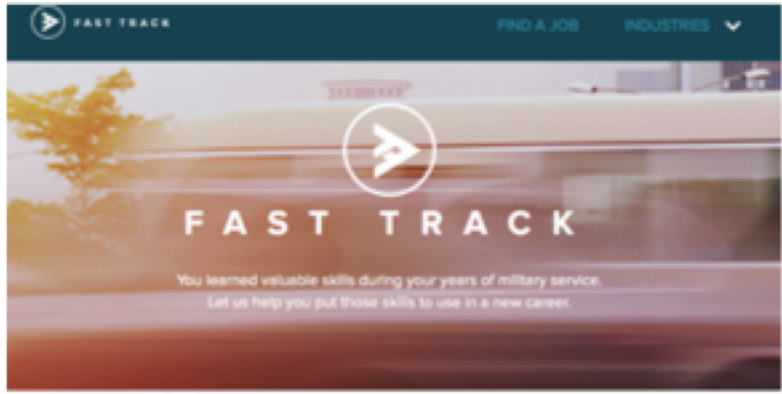 FAST TRACK
FIND A JOB
INDUSTRIES
FAST TRACK
You learned valuable skills during your years of military service.
Let us help you put those skills to use in a new career.